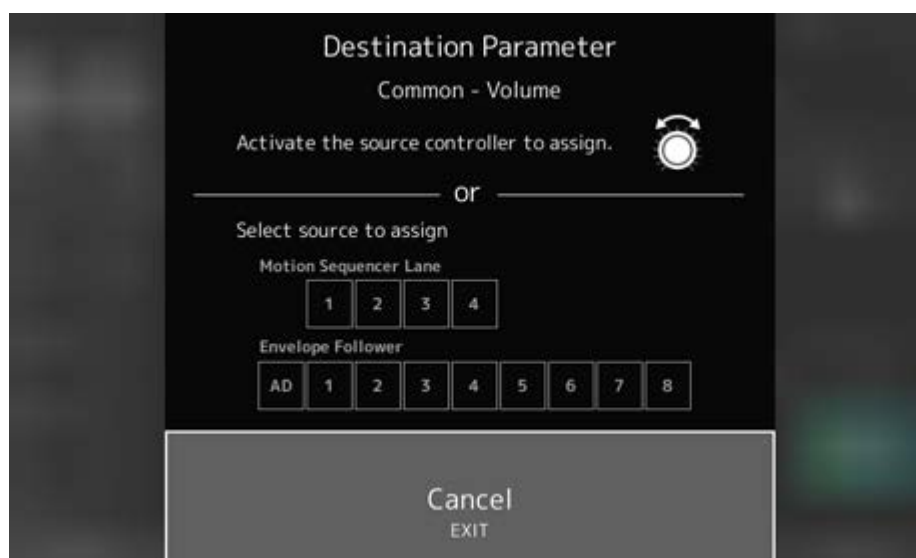 Destination Parameter
Common - Volume
Activate the source controller to assign.
or
Select source to assign
Motion Sequencer Lane
1 2 3 4
Envelope Follower
AD 1 2 3 4 5 6 7 8
Cancel
EXIT